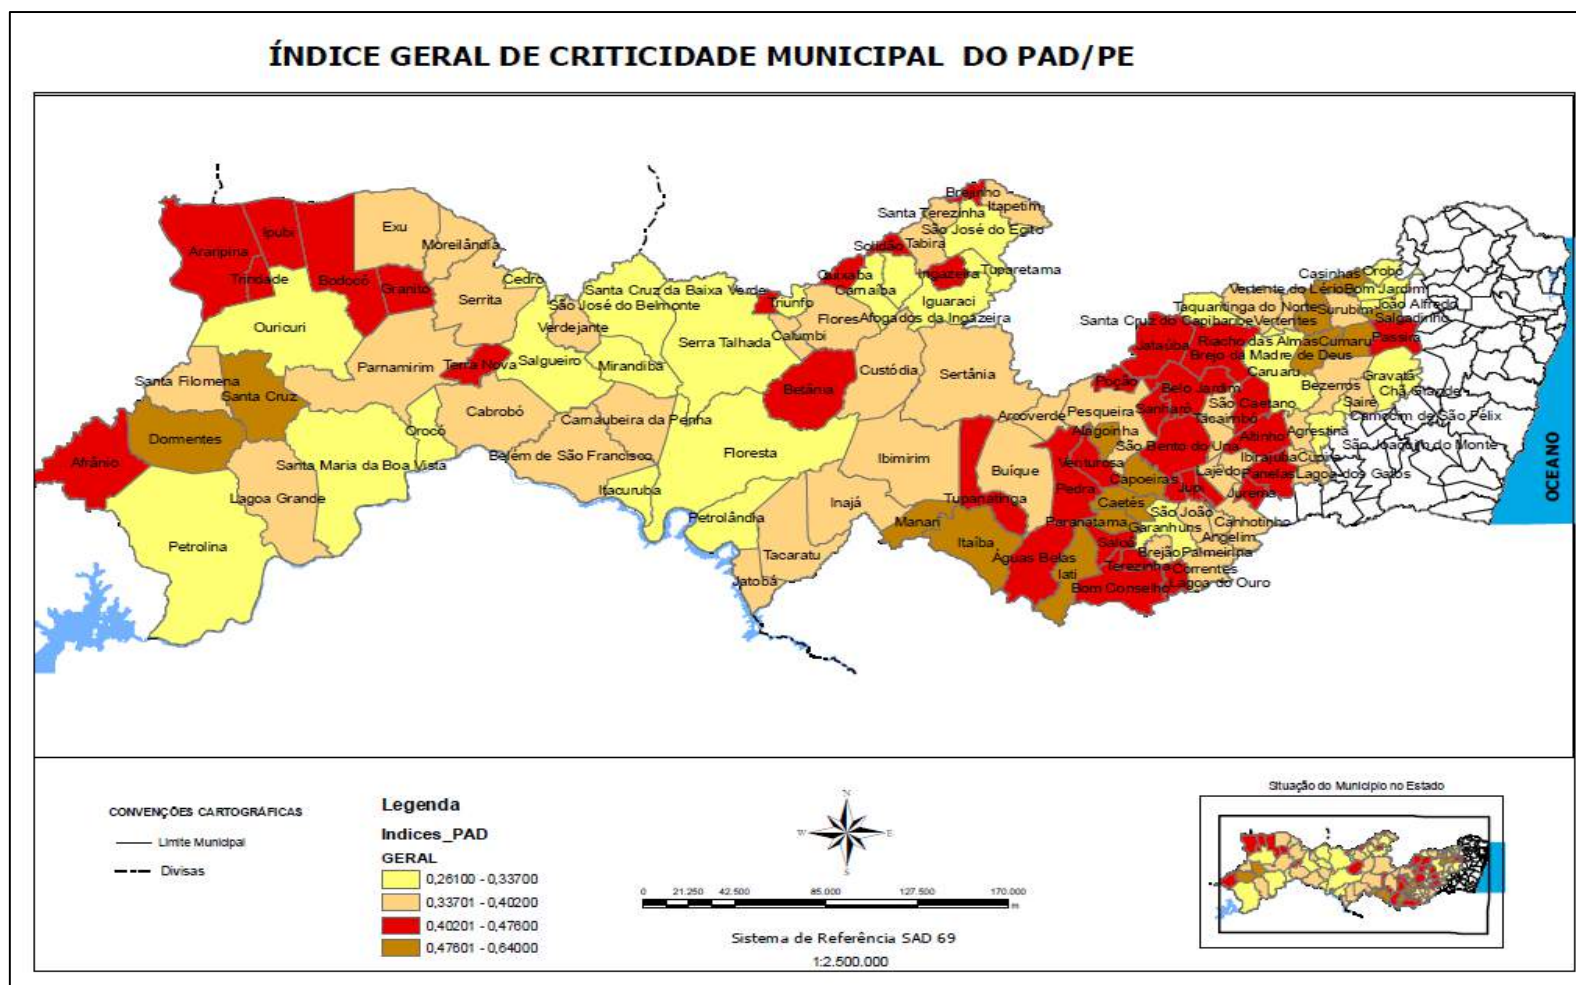 ÍNDICE GERAL DE CRITICIDADE MUNICIPAL DO PAD/PE
Brejinho
Itapetim
Santa Terezinha
São José do Egito
Exu
Ipubi
Moreilândia
Solidão
Tabira
Araripina
Trindade
Bodocó
Granito
Cedro
Quixaba
Ingazeira
Tuparetama
Casinhas
Orobó
Santa Cruz da Baixa Verde
São José do Belmonte
Triunfo
Carnaíba
Iguaraci
Vertente do Lério
Bom Jardim
Serrita
Flores
Afogados da Ingazeira
Taquaritinga do Norte
Surubim
João Alfredo
Salgadinho
Ouricuri
Verdejante
Calumbi
Santa Cruz do Capibaribe
Vertentes
Serra Talhada
Jataúba
Riacho das Almas
Cumaru
Passira
Parnamirim
Terra Nova
Salgueiro
Mirandiba
Custódia
Sertânia
Brejo da Madre de Deus
Caruaru
Gravatá
Santa Filomena
Santa Cruz
Betânia
Poção
Belo Jardim
Bezerros
Chã Grande
Sairé
Cabrobó
Carnaubeira da Penha
Arcoverde
Pesqueira
Sanharó
São Caetano
Tacaimbó
Camocim de São Félix
Orocó
Dormentes
Alagoinha
Altinho
Agrestina
São Joaquim do Monte
Afrânio
Santa Maria da Boa Vista
Belém de São Francisco
Floresta
Ibimirim
Buíque
Venturosa
São Bento do Una
Ibirajuba
Cupira
Lagoa Grande
Itacuruba
Inajá
Tupanatinga
Pedra
Capoeiras
Lajedo
Panelas
Lagoa dos Gatos
Jupi
Jurema
Caetés
Petrolândia
Manari
Paranatama
São João
Garanhuns
Canhotinho
Petrolina
Itaíba
Saloá
Angelim
Tacaratu
Águas Belas
Brejão
Palmeirina
Jatobá
Iati
Terezinha
Correntes
Bom Conselho
Lagoa do Ouro
OCEANO
CONVENÇÕES CARTOGRÁFICAS
Limite Municipal
Divisas
Legenda
Indices_PAD
GERAL
0,26100 - 0,33700
0,33701 - 0,40200
0,40201 - 0,47600
0,47601 - 0,64000
N
W
E
S
0 21.250 42.500 85.000 127.500 170.000
m
Sistema de Referência SAD 69
1:2.500.000
Situação do Município no Estado